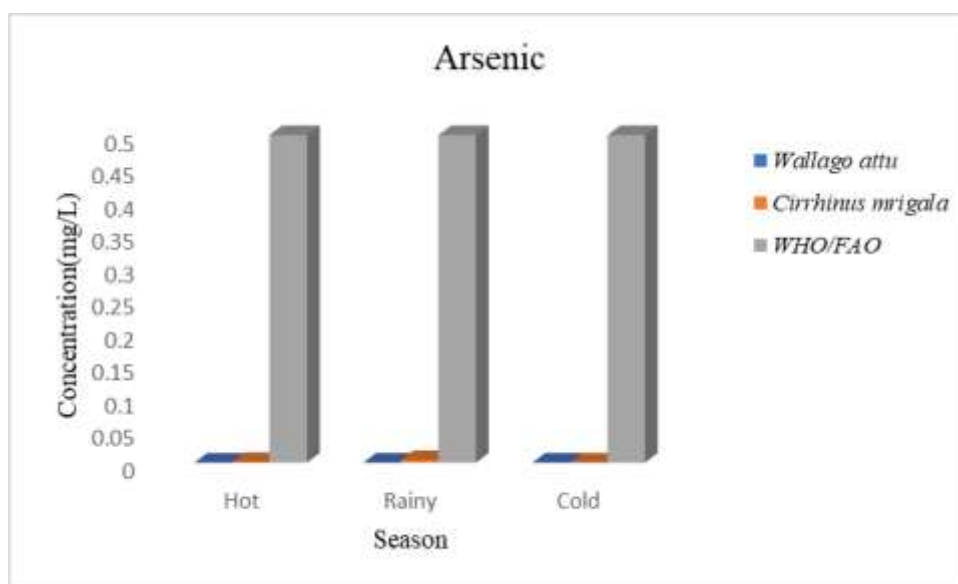 Arsenic
0.5
0.45
0.4
0.35
0.3
0.25
0.2
0.15
0.1
0.05
0
Concentration(mg/L)
Hot
Rainy
Cold
Season
Wallago attu
Cirrhinus mrigala
WHO/FAO